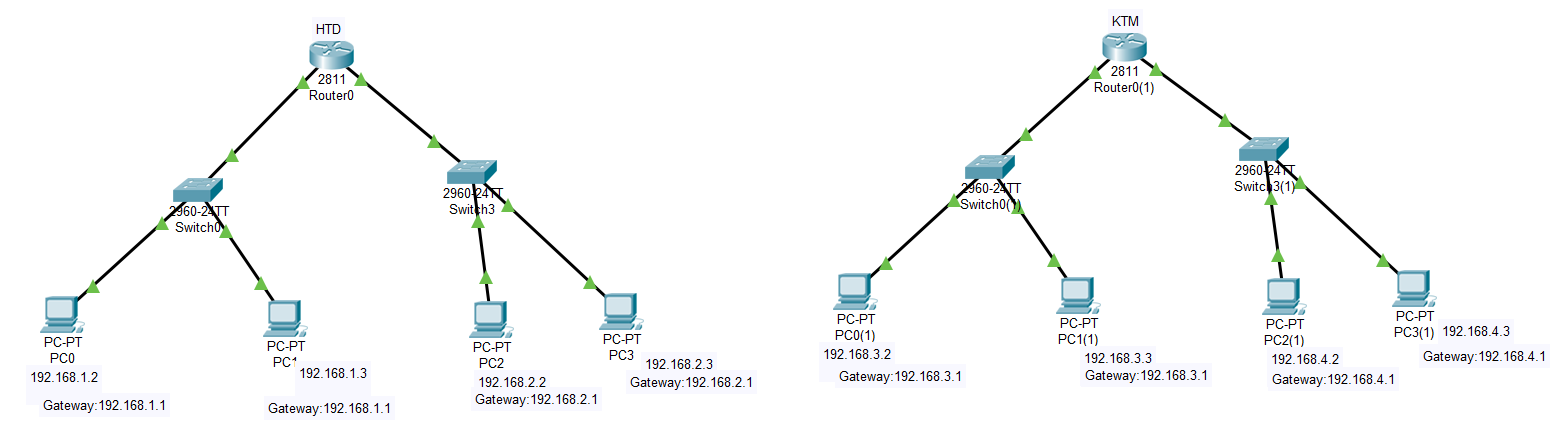 HTD
2811
Router0
2960-24TT
Switch0
2960-24TT
Switch3
PC-PT
PC0
192.168.1.2
Gateway:192.168.1.1
PC-PT
PC1
192.168.1.3
Gateway:192.168.1.1
PC-PT
PC2
192.168.2.2
Gateway:192.168.2.1
PC-PT
PC3
192.168.2.3
Gateway:192.168.2.1
KTM
2811
Router0(1)
2960-24TT
Switch0(1)
2960-24TT
Switch3(1)
PC-PT
PC0(1)
192.168.3.2
Gateway:192.168.3.1
PC-PT
PC1(1)
192.168.3.3
Gateway:192.168.3.1
PC-PT
PC2(1)
192.168.4.2
Gateway:192.168.4.1
PC-PT
PC3(1)
192.168.4.3
Gateway:192.168.4.1